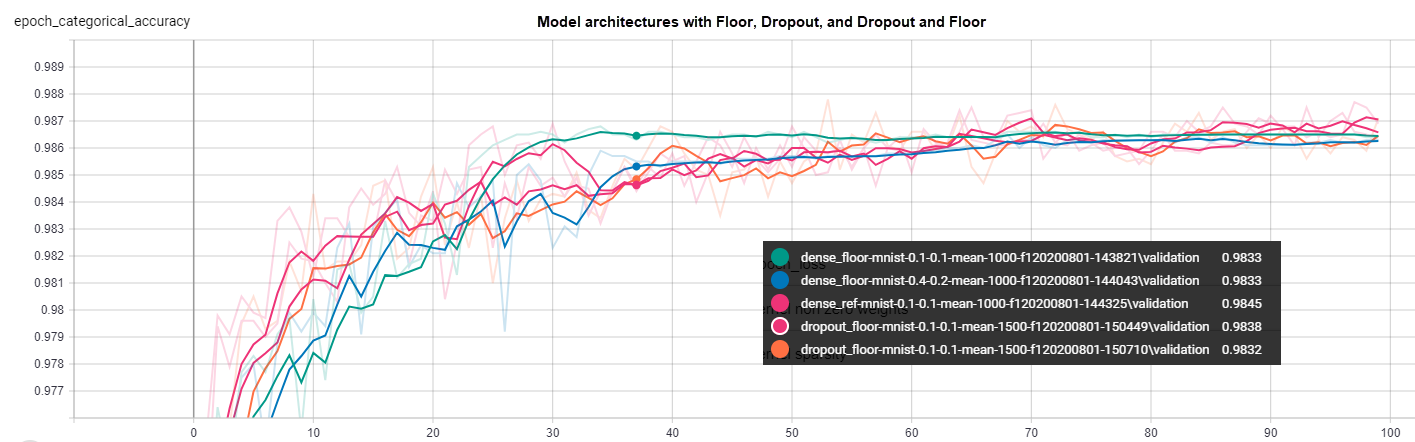 epoch_categorical_accuracy
Model architectures with Floor, Dropout, and Dropout and Floor
0.989
0.988
0.987
0.986
0.985
0.984
0.983
0.982
0.981
0.98
0.979
0.978
0.977
dense_floor-mnist-0.1-0.1-mean-1000-f120200801-143821\validation 0.9833
dense_floor-mnist-0.4-0.2-mean-1000-f120200801-144043\validation 0.9833
dense_ref-mnist-0.1-0.1-mean-1000-f120200801-144325\validation 0.9845
dropout_floor-mnist-0.1-0.1-mean-1500-f120200801-150449\validation 0.9838
dropout_floor-mnist-0.1-0.1-mean-1500-f120200801-150710\validation 0.9832
0 10 20 30 40 50 60 70 80 90 100